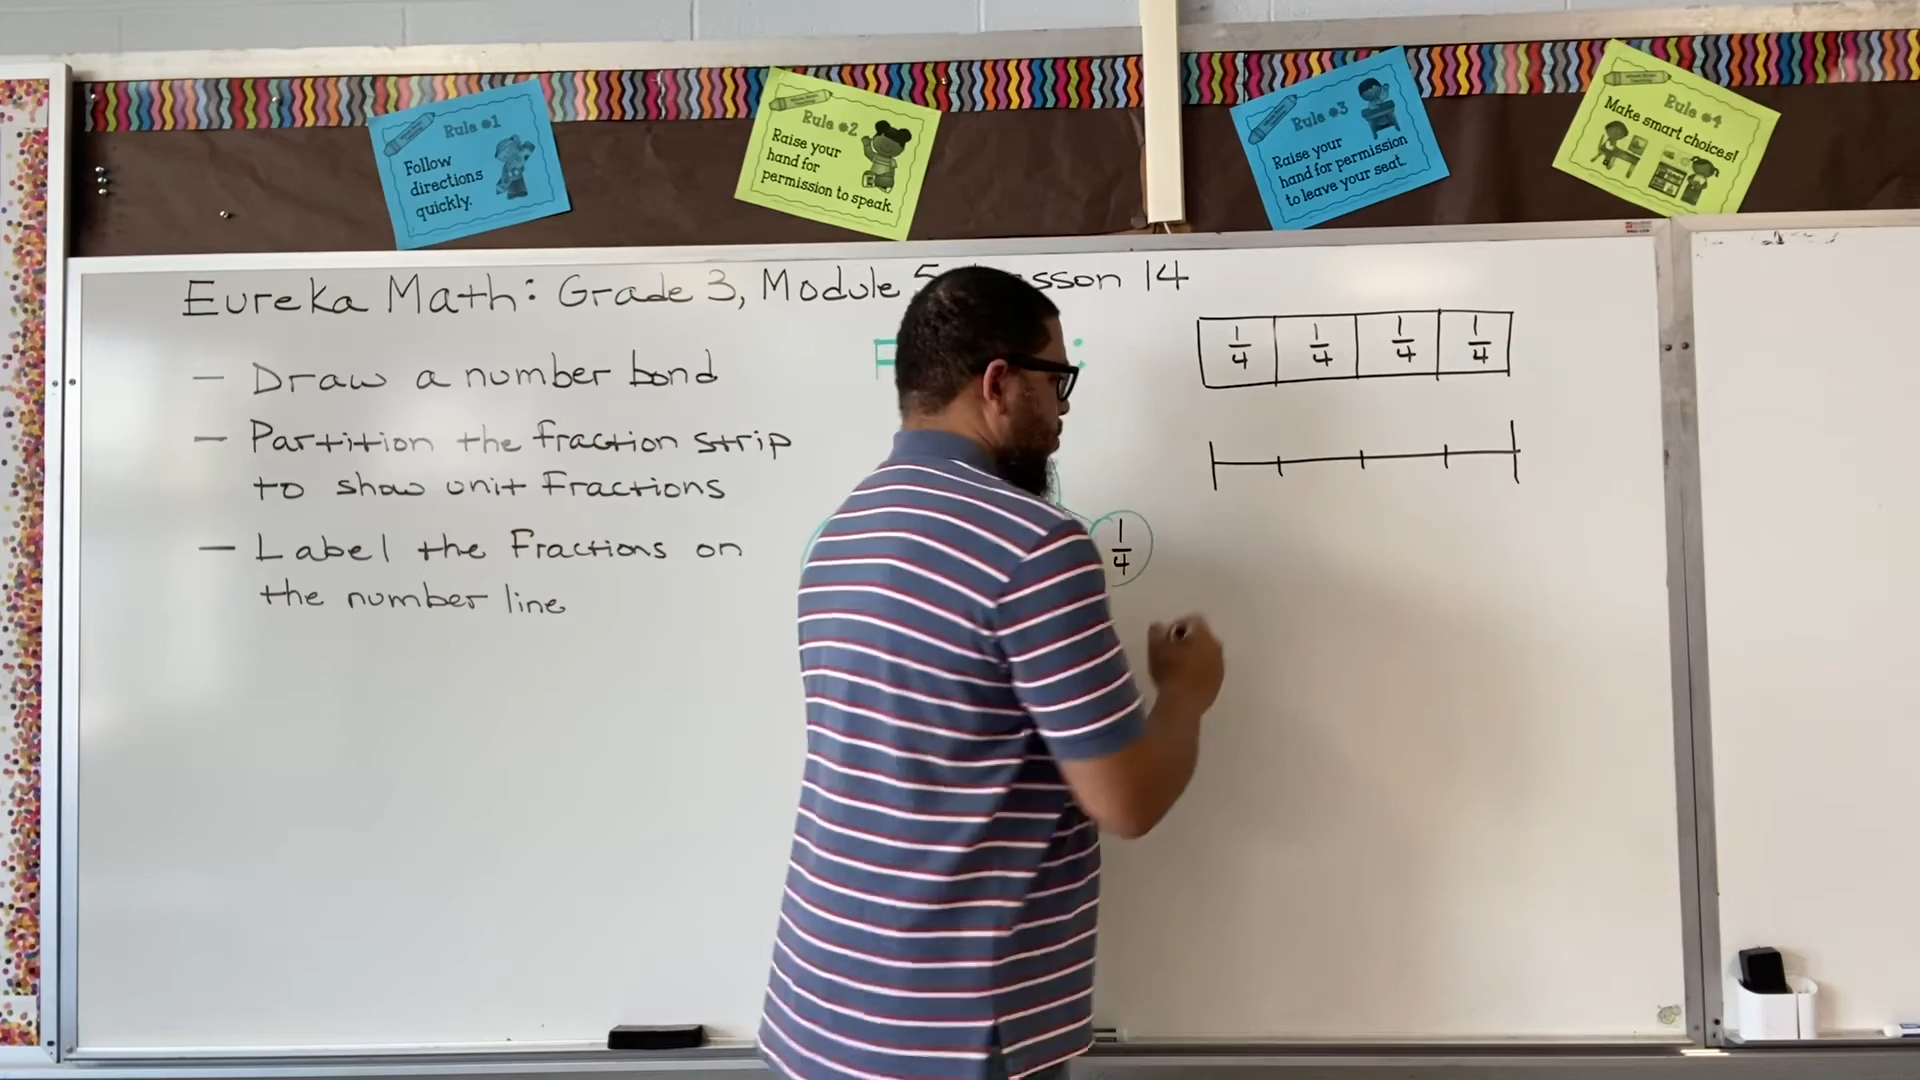 Rule #1
Follow
directions
quickly.
Rule #2
Raise your
hand for
permission to speak.
Rule #3
Raise your
hand for permission
to leave your seat.
Rule #4
Make smart choices!
Eureka Math: Grade 3, Module 5 Lesson 14
- Draw a number bond
- Partition the fraction strip
to show unit Fractions
- Label the Fractions on
the number line
1/4 1/4 1/4 1/4
1/4